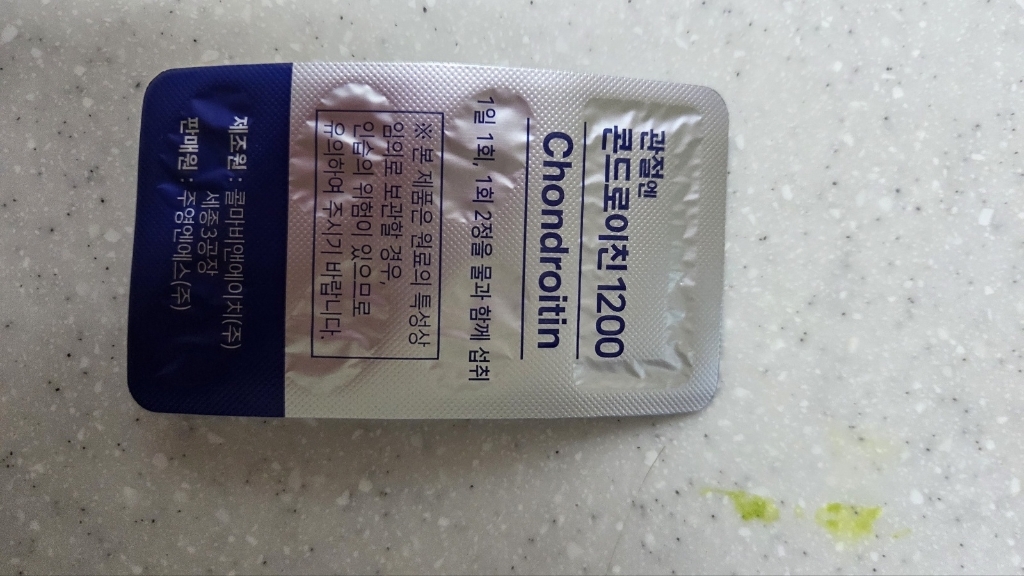 관절엔
콘드로이친1200
Chondroitin
1일 1회, 1회 2정을 물과 함께 섭취
※본 제품은 원료의 특성상
임의로 보관할 경우,
인습의 위험이 있으므로
유의하여 주시기 바랍니다.
제조원 : 콜마비앤에이치(주)
세종3공장
판매원 : 주영엔에스(주)